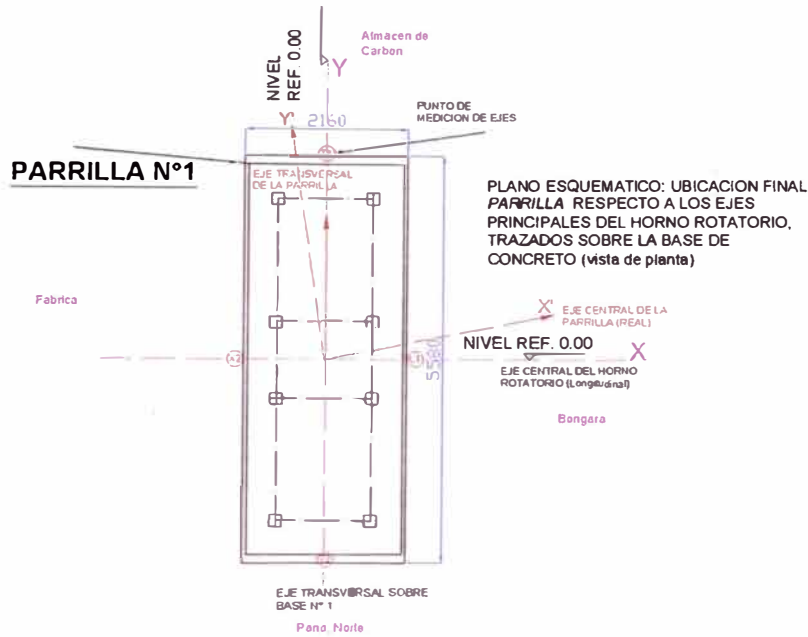 Almacen de
Carbon
NIVEL
REF. 0.00
Y
Y'
2160
PUNTO DE
MEDICION DE EJES
PARRILLA N°1
EJE TRANSVERSAL
DE LA PARRILLA
PLANO ESQUEMATICO: UBICACION FINAL
PARRILLA RESPECTO A LOS EJES
PRINCIPALES DEL HORNO ROTATORIO,
TRAZADOS SOBRE LA BASE DE
CONCRETO (vista de planta)
Fabrica
X'
EJE CENTRAL DE LA
PARRILLA (REAL)
NIVEL REF. 0.00
X
5580
EJE CENTRAL DEL HORNO
ROTATORIO (Longitudinal)
Bongara
EJE TRANSVERSAL SOBRE
BASE N° 1
Pana. Norte